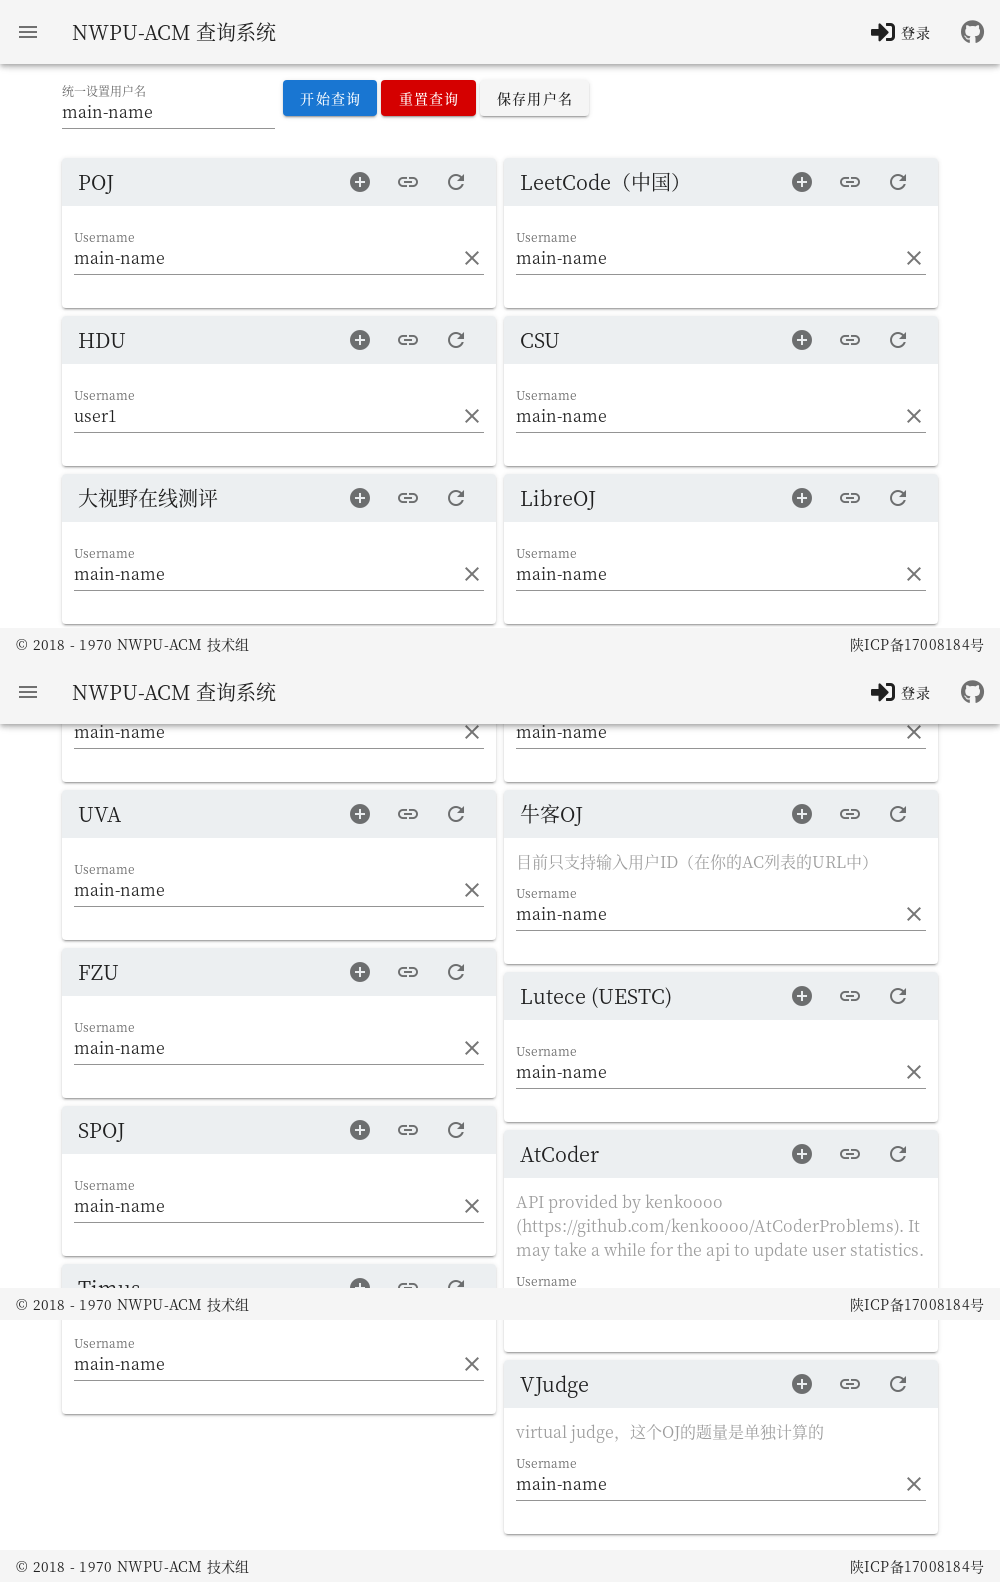 NWPU-ACM 查询系统
登录
统一设置用户名
main-name
开始查询
重置查询
保存用户名
POJ
Username
main-name
LeetCode（中国）
Username
main-name
HDU
Username
user1
CSU
Username
main-name
大视野在线测评
Username
main-name
LibreOJ
Username
main-name
© 2018 - 1970 NWPU-ACM 技术组
陕ICP备17008184号
NWPU-ACM 查询系统
登录
main-name
main-name
UVA
Username
main-name
牛客OJ
目前只支持输入用户ID（在你的AC列表的URL中）
Username
main-name
FZU
Username
main-name
Lutece (UESTC)
Username
main-name
SPOJ
Username
main-name
AtCoder
API provided by kenkoooo
(https://github.com/kenkoooo/AtCoderProblems). It
may take a while for the api to update user statistics.
Username
Timus
© 2018 - 1970 NWPU-ACM 技术组
陕ICP备17008184号
Username
main-name
VJudge
virtual judge，这个OJ的题量是单独计算的
Username
main-name
© 2018 - 1970 NWPU-ACM 技术组
陕ICP备17008184号